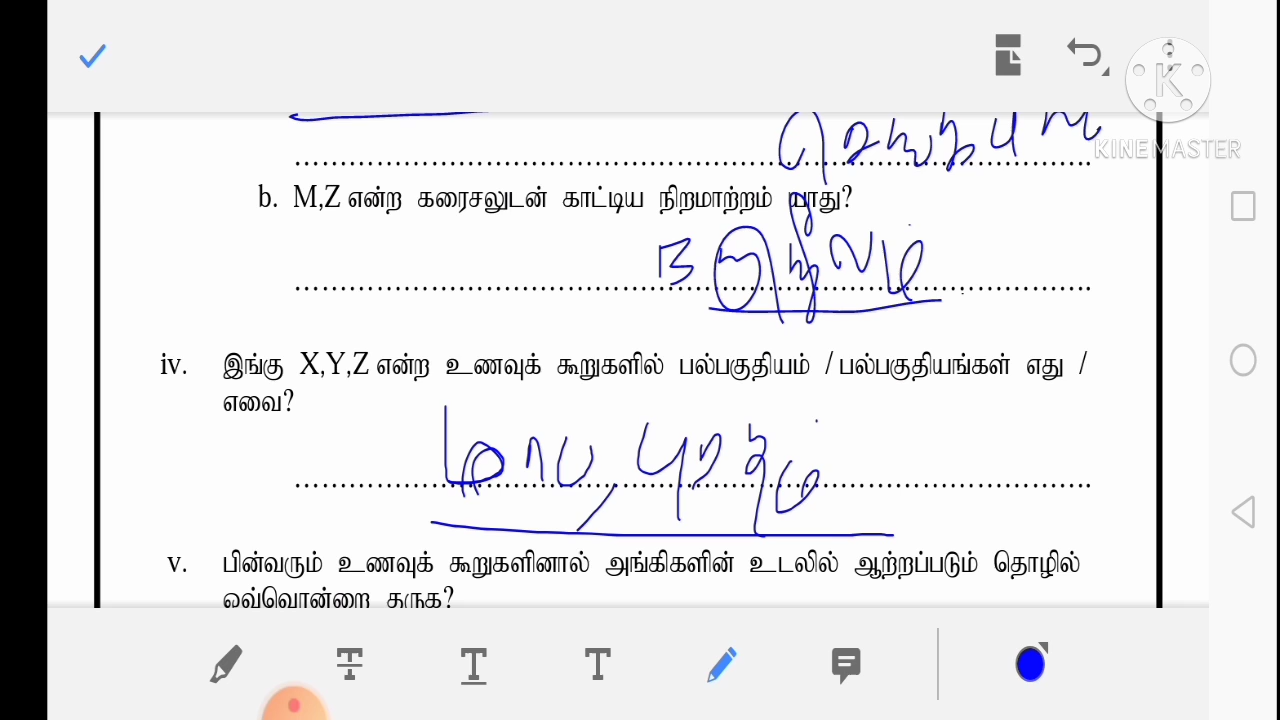 KINEMASTER
b. M,Z என்ற கரைசலுடன் காட்டிய நிறமாற்றம் யாது?
iv. இங்கு X,Y,Z என்ற உணவுக் கூறுகளில் பல்பகுதியம் / பல்பகுதியங்கள் எது /
எவை?
மாப, புரதம்
v. பின்வரும் உணவுக் கூறுகளினால் அங்கிகளின் உடலில் ஆற்றப்படும் தொழில்
ஒவ்வொன்றை தருக?